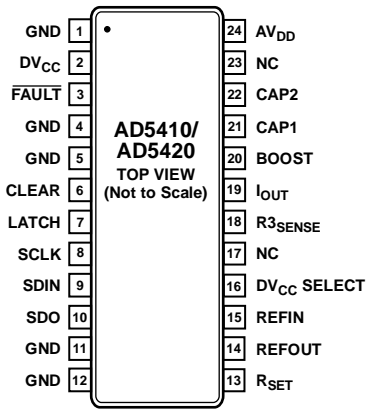 GND 1
DVCC 2
FAULT 3
GND 4
GND 5
CLEAR 6
LATCH 7
SCLK 8
SDIN 9
SDO 10
GND 11
GND 12
AD5410/
AD5420
TOP VIEW
(Not to Scale)
24 AVDD
23 NC
22 CAP2
21 CAP1
20 BOOST
19 IOUT
18 R3SENSE
17 NC
16 DVCC SELECT
15 REFIN
14 REFOUT
13 RSET